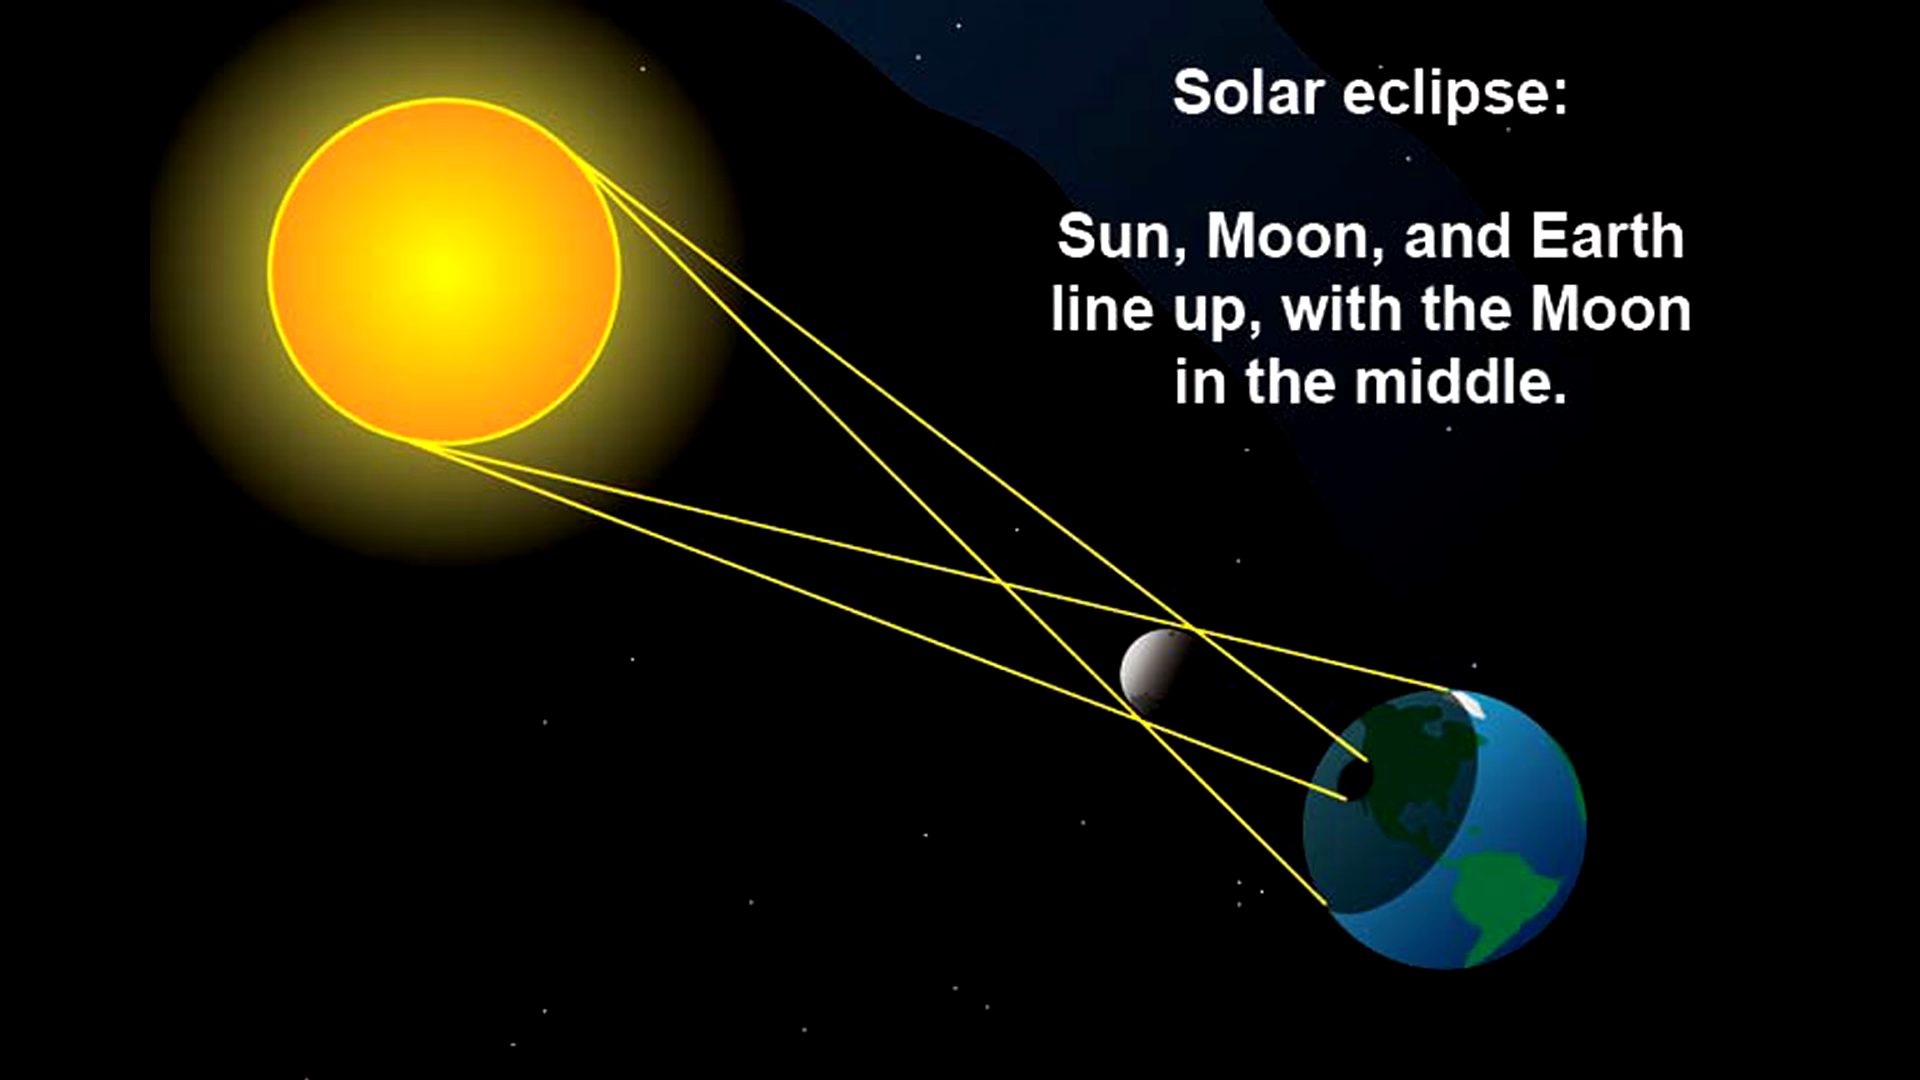 Solar eclipse:
Sun, Moon, and Earth
line up, with the Moon
in the middle.